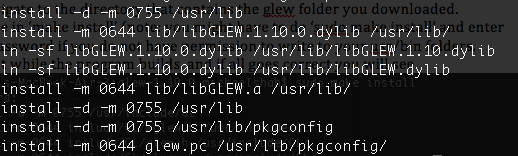 install -d -m 0755 /usr/lib
install -m 0644 lib/libGLEW.1.10.0.dylib /usr/lib/
ln -sf libGLEW.1.10.0.dylib /usr/lib/libGLEW.1.10.dylib
ln -sf libGLEW.1.10.0.dylib /usr/lib/libGLEW.dylib
install -m 0644 lib/libGLEW.a /usr/lib/
install -d -m 0755 /usr/lib
install -d -m 0755 /usr/lib/pkgconfig
install -m 0644 glew.pc /usr/lib/pkgconfig/